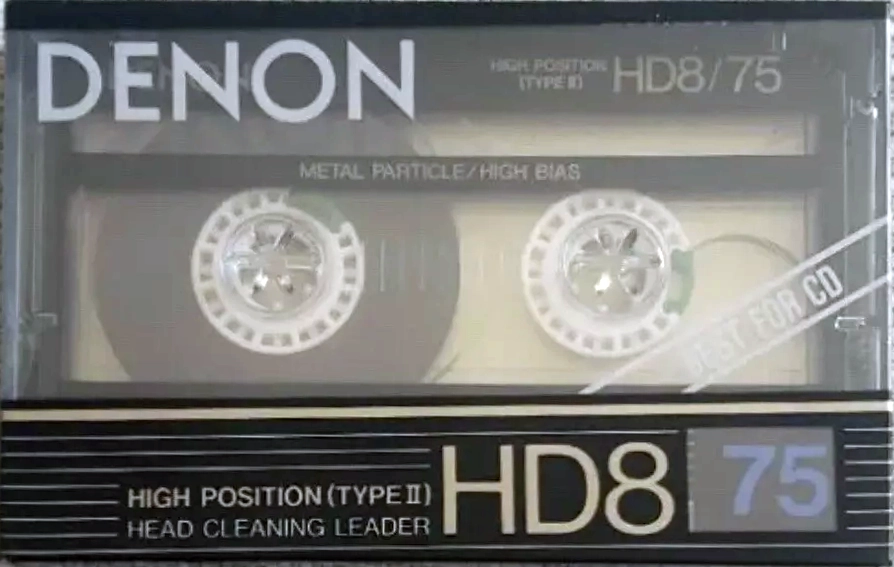 DENON
HIGH POSITION
(TYPE II)
HD8/75
METAL PARTICLE/HIGH BIAS
BEST FOR CD
HIGH POSITION (TYPE II)
HEAD CLEANING LEADER
HD8
75